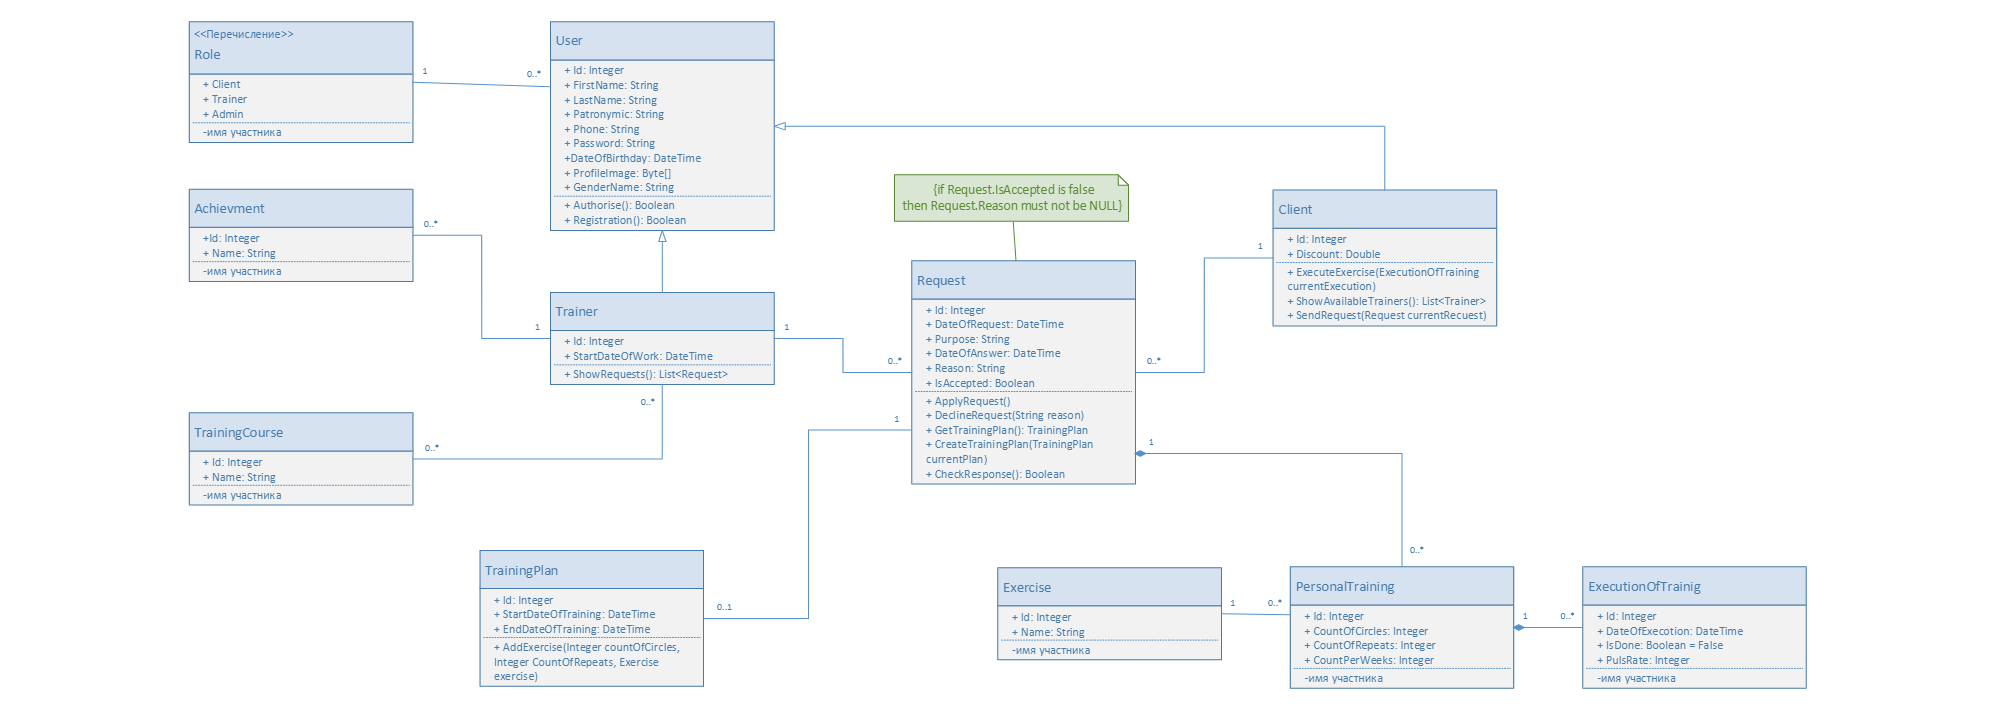 <<Перечисление>>
Role
+ Client
+ Trainer
+ Admin
-имя участника
1
0..*
User
+ Id: Integer
+ FirstName: String
+ LastName: String
+ Patronymic: String
+ Phone: String
+ Password: String
+DateOfBirthday: DateTime
+ ProfileImage: Byte[]
+ GenderName: String
+ Authorise(): Boolean
+ Registration(): Boolean
Achievment
+Id: Integer
+ Name: String
-имя участника
0..*
1
Trainer
+ Id: Integer
+ StartDateOfWork: DateTime
+ ShowRequests(): List<Request>
1
0..*
0..*
TrainingCourse
+ Id: Integer
+ Name: String
-имя участника
0..*
{if Request.IsAccepted is false
then Request.Reason must not be NULL}
Request
+ Id: Integer
+ DateOfRequest: DateTime
+ Purpose: String
+ DateOfAnswer: DateTime
+ Reason: String
+ IsAccepted: Boolean
+ ApplyRequest()
+ DeclineRequest(String reason)
+ GetTrainingPlan(): TrainingPlan
+ CreateTrainingPlan(TrainingPlan
currentPlan)
+ CheckResponse(): Boolean
Client
+ Id: Integer
+ Discount: Double
+ ExecuteExercise(ExecutionOfTraining
currentExecution)
+ ShowAvailableTrainers(): List<Trainer>
+ SendRequest(Request currentRecuest)
1
0..*
1
1
0..*
TrainingPlan
+ Id: Integer
+ StartDateOfTraining: DateTime
+ EndDateOfTraining: DateTime
+ AddExercise(Integer countOfCircles,
Integer CountOfRepeats, Exercise
exercise)
0..1
Exercise
+ Id: Integer
+ Name: String
-имя участника
1
0..*
PersonalTraining
+ Id: Integer
+ CountOfCircles: Integer
+ CountOfRepeats: Integer
+ CountPerWeeks: Integer
-имя участника
1
0..*
ExecutionOfTrainig
+ Id: Integer
+ DateOfExecotion: DateTime
+ IsDone: Boolean = False
+ PulsRate: Integer
-имя участника